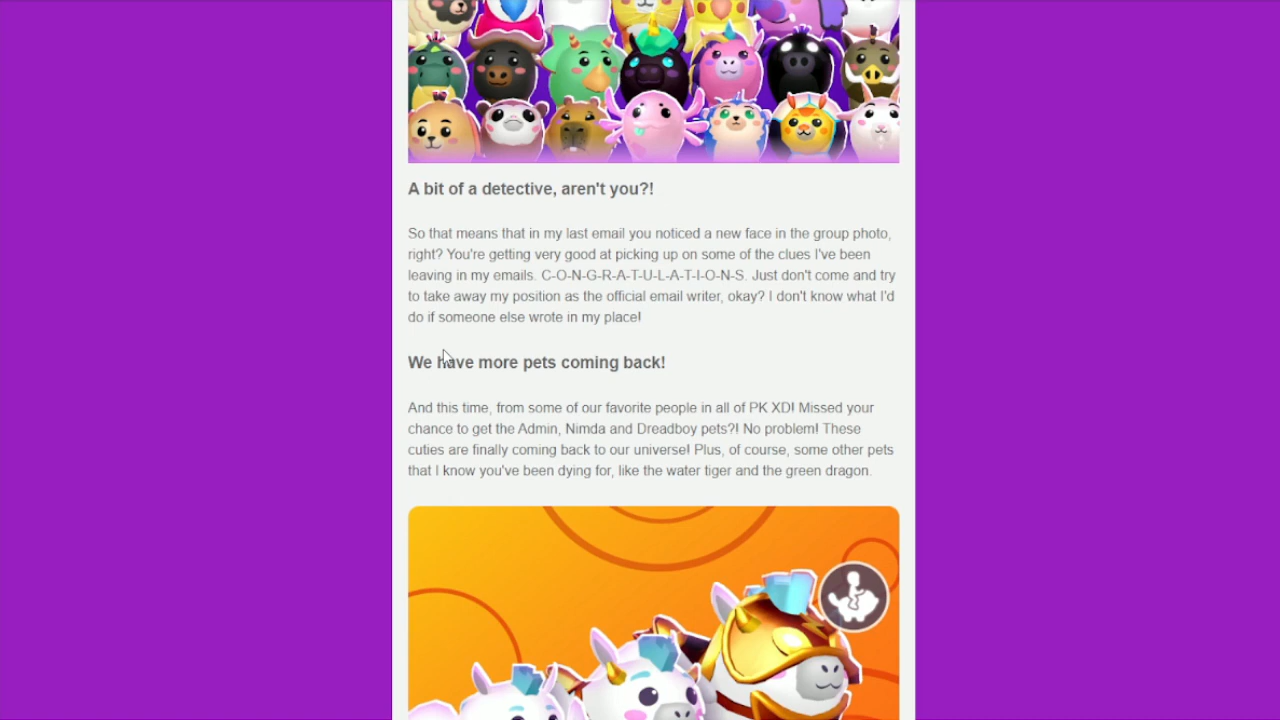 A bit of a detective, aren't you?!
So that means that in my last email you noticed a new face in the group photo,
right? You're getting very good at picking up on some of the clues I've been
leaving in my emails. C-O-N-G-R-A-T-U-L-A-T-I-O-N-S. Just don't come and try
to take away my position as the official email writer, okay? I don't know what I'd
do if someone else wrote in my place!
We have more pets coming back!
And this time, from some of our favorite people in all of PK XD! Missed your
chance to get the Admin, Nimda and Dreadboy pets?! No problem! These
cuties are finally coming back to our universe! Plus, of course, some other pets
that I know you've been dying for, like the water tiger and the green dragon.